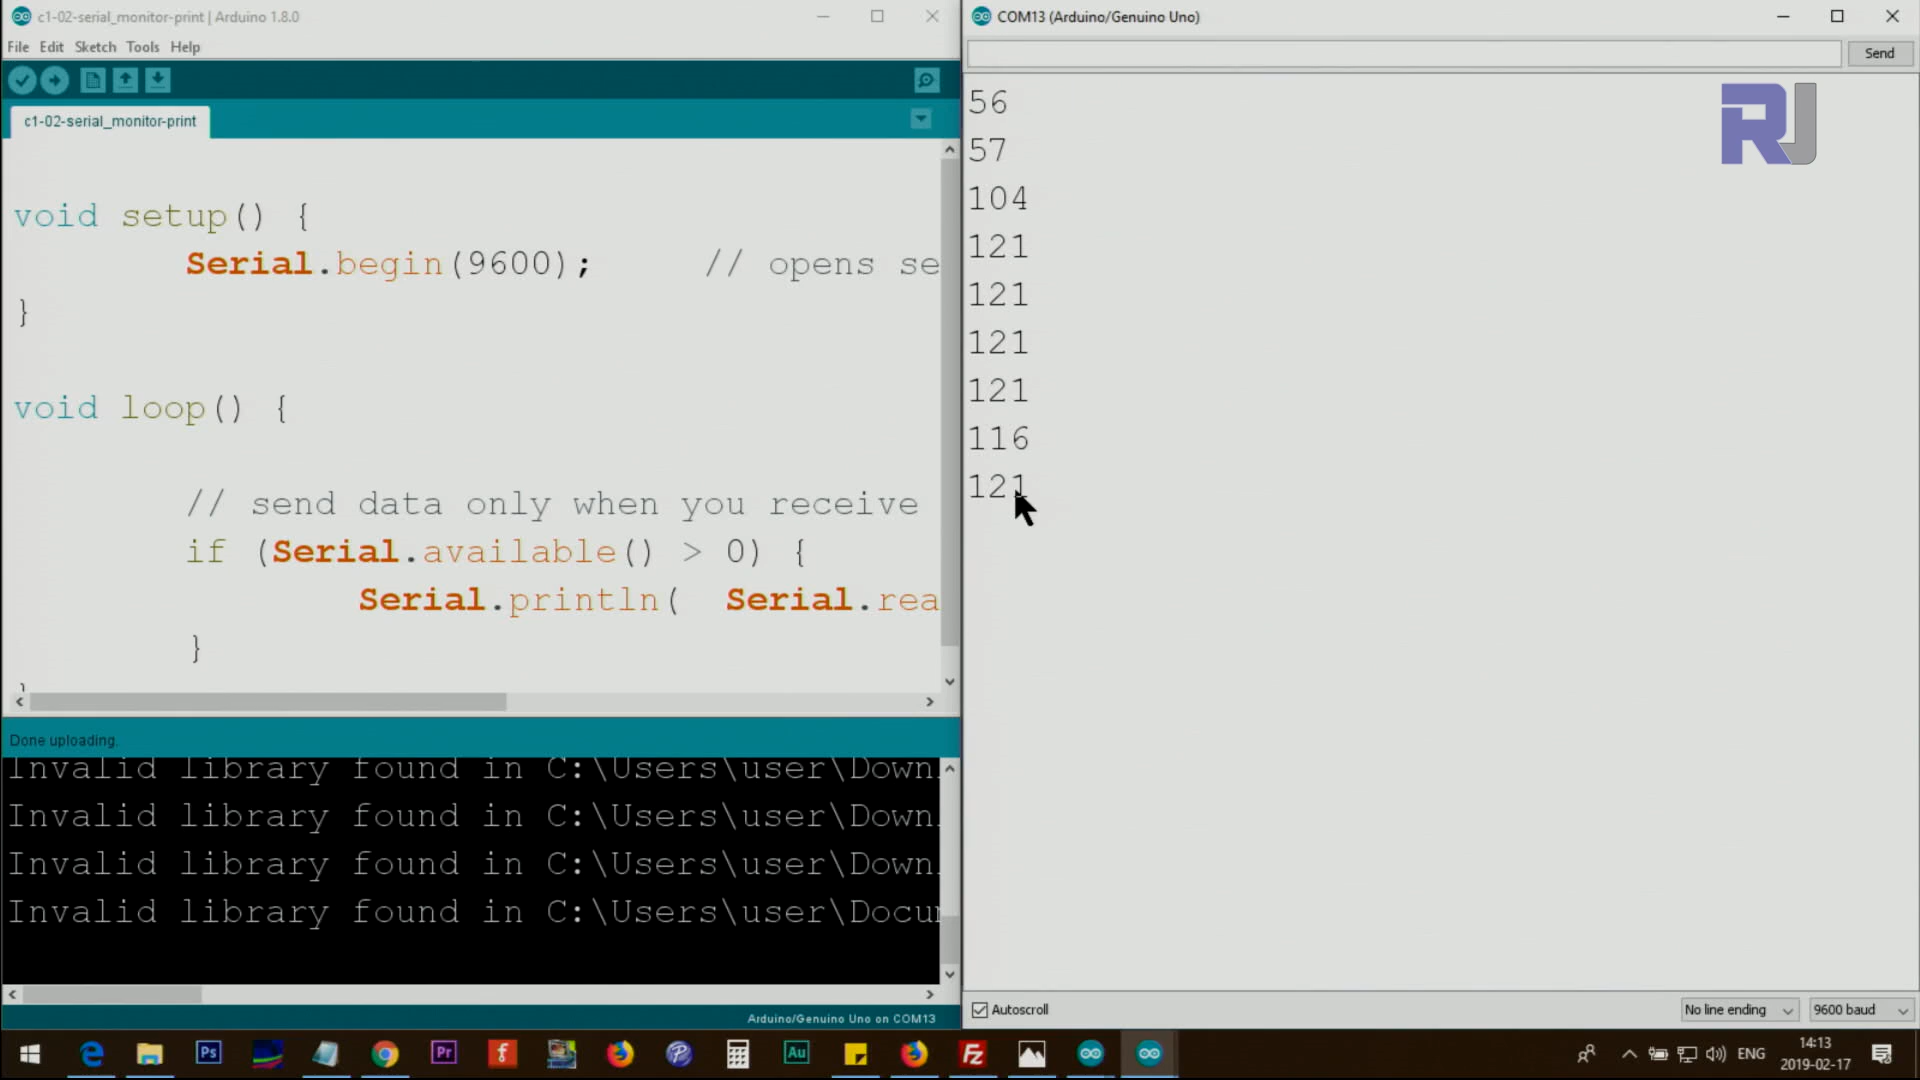 c1-02-serial_monitor-print | Arduino 1.8.0
File Edit Sketch Tools Help
c1-02-serial_monitor-print
void setup() {
Serial.begin(9600); // opens se
}
void loop() {
// send data only when you receive
if (Serial.available() > 0) {
Serial.println( Serial.rea
}
}
Done uploading.
Invalid library found in C:\Users\user\Down
Invalid library found in C:\Users\user\Down
Invalid library found in C:\Users\user\Down
Invalid library found in C:\Users\user\Docu
Arduino/Genuino Uno on COM13
COM13 (Arduino/Genuino Uno)
Send
RJ
56
57
104
121
121
121
121
116
121
Autoscroll
No line ending
9600 baud
Ps
Pr
f
Au
Fz
ENG
14:13
2019-02-17